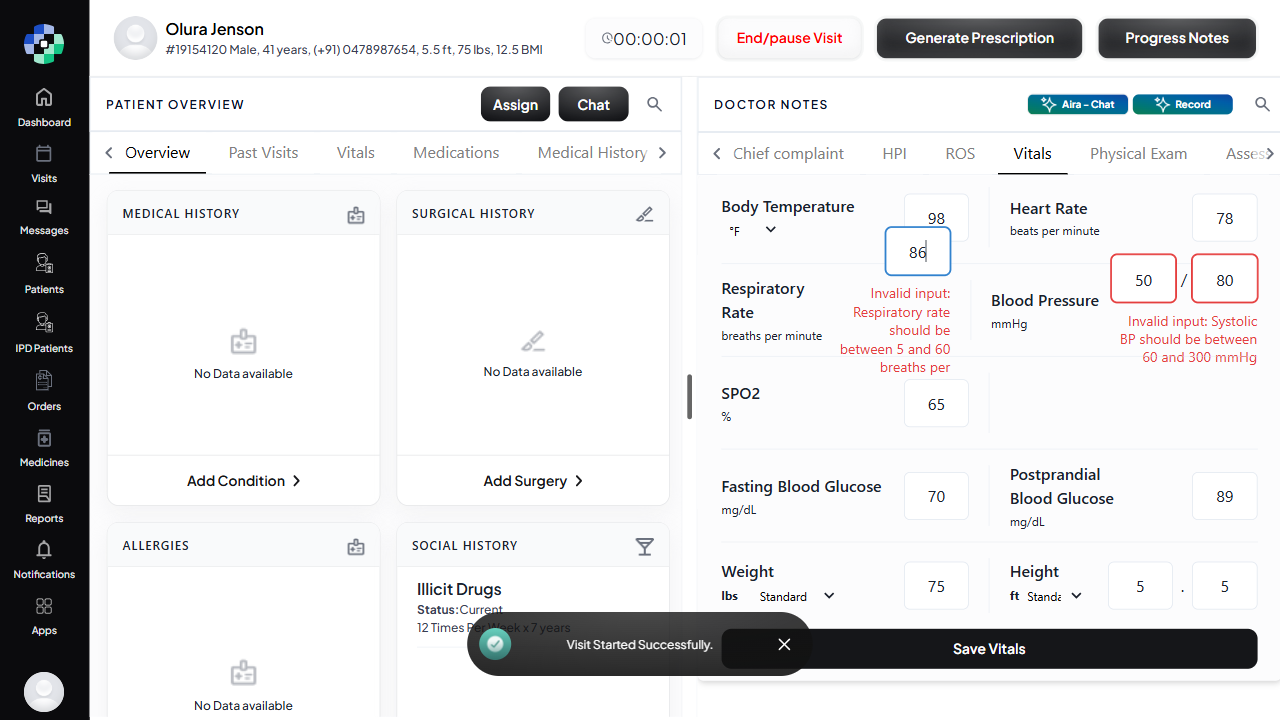 Olura Jenson
#19154120 Male, 41 years, (+91) 0478987654, 5.5 ft, 75 lbs, 12.5 BMI
00:00:01
End/pause Visit
Generate Prescription
Progress Notes
Dashboard
Visits
Messages
Patients
IPD Patients
Orders
Medicines
Reports
Notifications
Apps
PATIENT OVERVIEW
Assign
Chat
Overview
Past Visits
Vitals
Medications
Medical History
MEDICAL HISTORY
No Data available
Add Condition
SURGICAL HISTORY
No Data available
Add Surgery
ALLERGIES
No Data available
SOCIAL HISTORY
Illicit Drugs
Status:Current
12 Times Per Week x 7 years
DOCTOR NOTES
Aira - Chat
Record
Chief complaint
HPI
ROS
Vitals
Physical Exam
Asses
Body Temperature
°F
98
Heart Rate
beats per minute
78
Respiratory
Rate
breaths per minute
86
Invalid input:
Respiratory rate
should be
between 5 and 60
breaths per
Blood Pressure
mmHg
50 / 80
Invalid input: Systolic
BP should be between
60 and 300 mmHg
SPO2
%
65
Fasting Blood Glucose
mg/dL
70
Postprandial
Blood Glucose
mg/dL
89
Weight
lbs Standard
75
Height
ft Standa
5 . 5
Visit Started Successfully.
Save Vitals